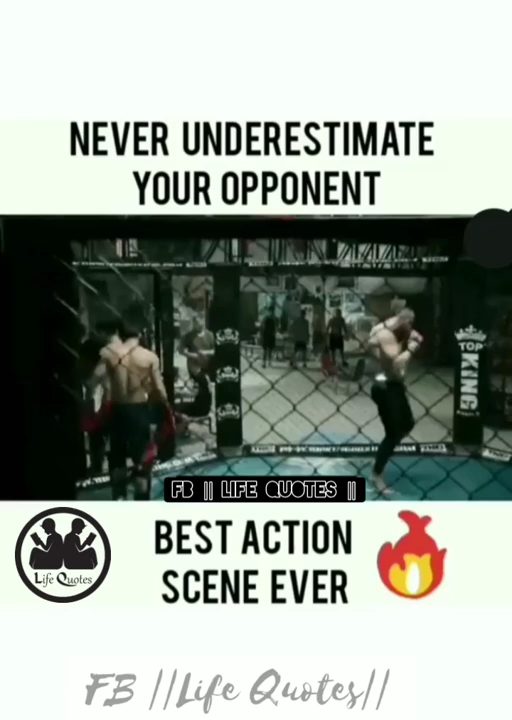 NEVER UNDERESTIMATE
YOUR OPPONENT
TOP
KING
FB || LIFE QUOTES ||
Life Quotes
BEST ACTION
SCENE EVER
FB ||Life Quotes||